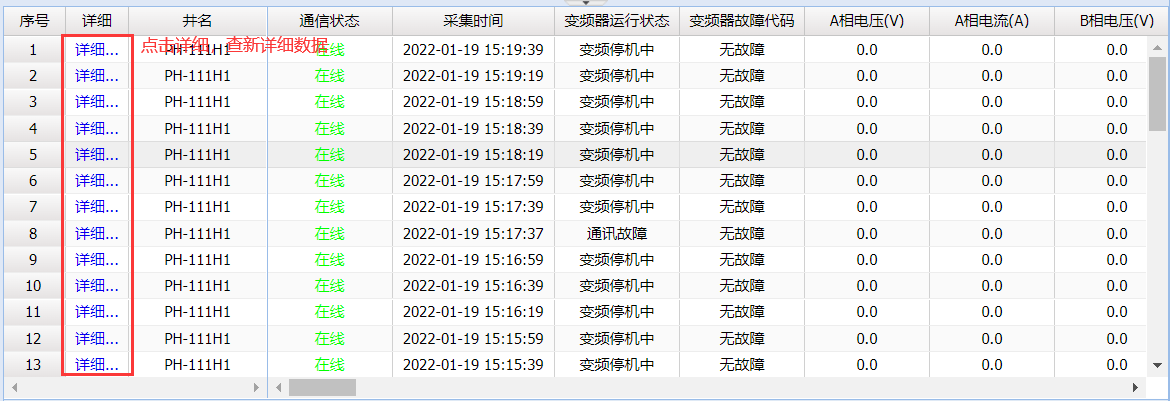 序号 详细 井名 通信状态 采集时间 变频器运行状态 变频器故障代码 A相电压(V) A相电流(A) B相电压(V)
点击详细，查新详细数据
1 详细... PH-111H1 在线 2022-01-19 15:19:39 变频停机中 无故障 0.0 0.0 0.0
2 详细... PH-111H1 在线 2022-01-19 15:19:19 变频停机中 无故障 0.0 0.0 0.0
3 详细... PH-111H1 在线 2022-01-19 15:18:59 变频停机中 无故障 0.0 0.0 0.0
4 详细... PH-111H1 在线 2022-01-19 15:18:39 变频停机中 无故障 0.0 0.0 0.0
5 详细... PH-111H1 在线 2022-01-19 15:18:19 变频停机中 无故障 0.0 0.0 0.0
6 详细... PH-111H1 在线 2022-01-19 15:17:59 变频停机中 无故障 0.0 0.0 0.0
7 详细... PH-111H1 在线 2022-01-19 15:17:39 变频停机中 无故障 0.0 0.0 0.0
8 详细... PH-111H1 在线 2022-01-19 15:17:37 通讯故障 无故障 0.0 0.0 0.0
9 详细... PH-111H1 在线 2022-01-19 15:16:59 变频停机中 无故障 0.0 0.0 0.0
10 详细... PH-111H1 在线 2022-01-19 15:16:39 变频停机中 无故障 0.0 0.0 0.0
11 详细... PH-111H1 在线 2022-01-19 15:16:19 变频停机中 无故障 0.0 0.0 0.0
12 详细... PH-111H1 在线 2022-01-19 15:15:59 变频停机中 无故障 0.0 0.0 0.0
13 详细... PH-111H1 在线 2022-01-19 15:15:39 变频停机中 无故障 0.0 0.0 0.0